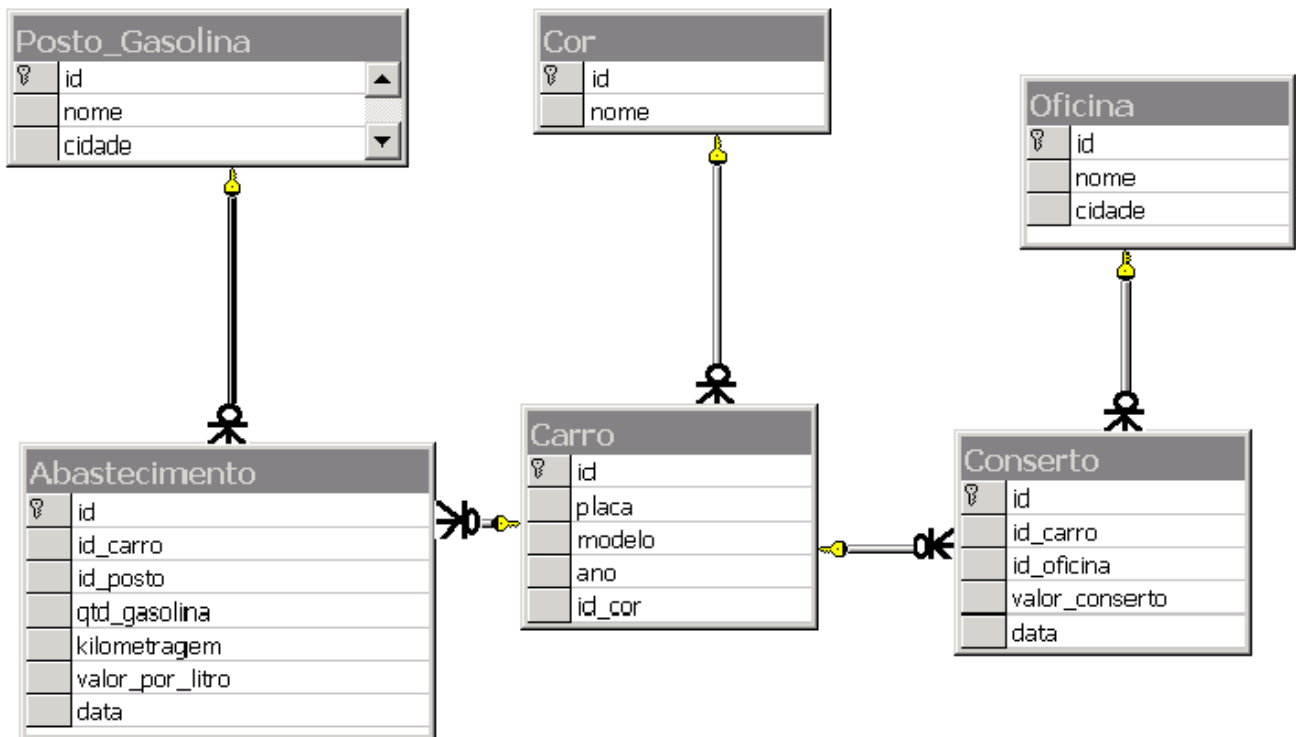 Posto_Gasolina
id
nome
cidade
Cor
id
nome
Oficina
id
nome
cidade
Abastecimento
id
id_carro
id_posto
qtd_gasolina
kilometragem
valor_por_litro
data
Carro
id
placa
modelo
ano
id_cor
Conserto
id
id_carro
id_oficina
valor_conserto
data